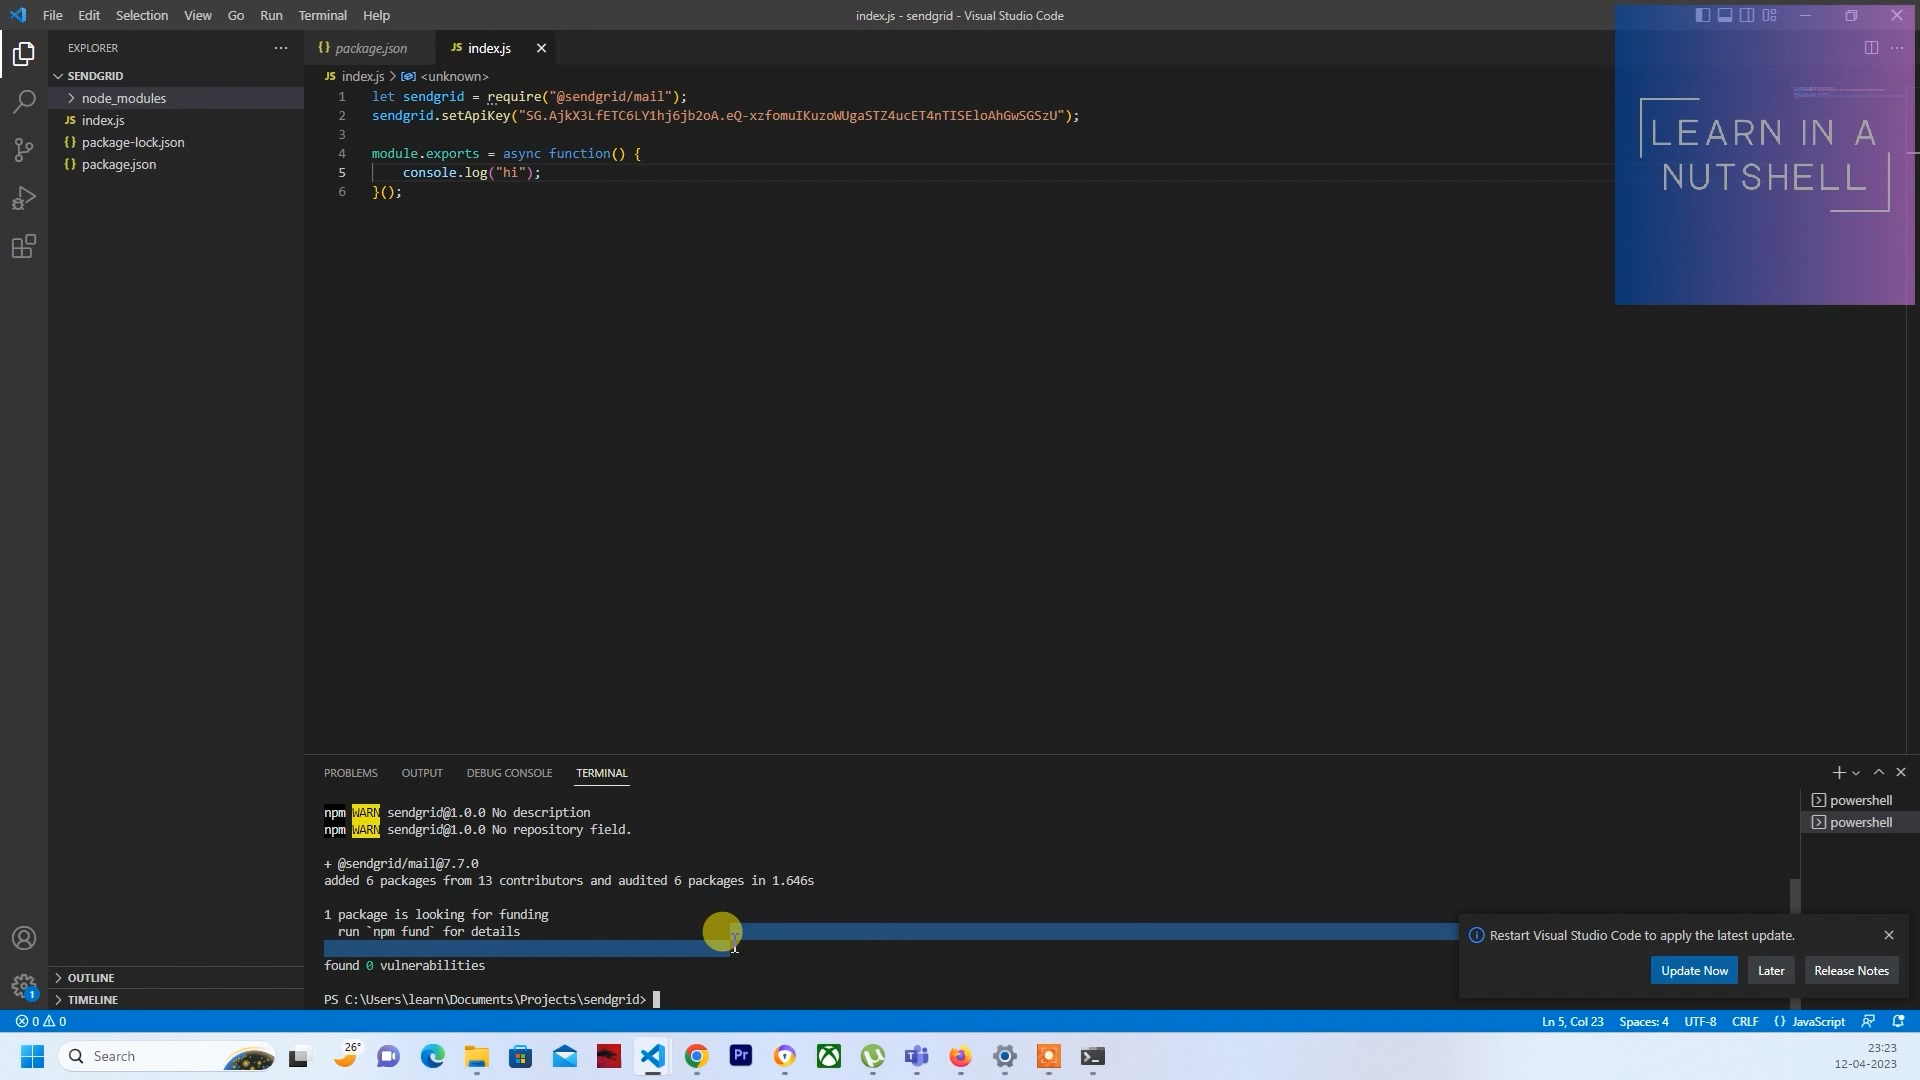 File Edit Selection View Go Run Terminal Help
index.js - sendgrid - Visual Studio Code
EXPLORER
SENDGRID
node_modules
JS index.js
{} package-lock.json
{} package.json
OUTLINE
TIMELINE
{} package.json
JS index.js
JS index.js > <unknown>
1 let sendgrid = require("@sendgrid/mail");
2 sendgrid.setApiKey("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");
3
4 module.exports = async function() {
5 console.log("hi");
6 }();
LEARN IN A
NUTSHELL
PROBLEMS OUTPUT DEBUG CONSOLE TERMINAL
npm WARN sendgrid@1.0.0 No description
npm WARN sendgrid@1.0.0 No repository field.
+ @sendgrid/mail@7.7.0
added 6 packages from 13 contributors and audited 6 packages in 1.646s
1 package is looking for funding
run `npm fund` for details
found 0 vulnerabilities
PS C:\Users\learn\Documents\Projects\sendgrid>
powershell
powershell
Restart Visual Studio Code to apply the latest update.
Update Now Later Release Notes
1
0 0
Ln 5, Col 23 Spaces: 4 UTF-8 CRLF {} JavaScript
Search
26°
Pr
23:23
12-04-2023